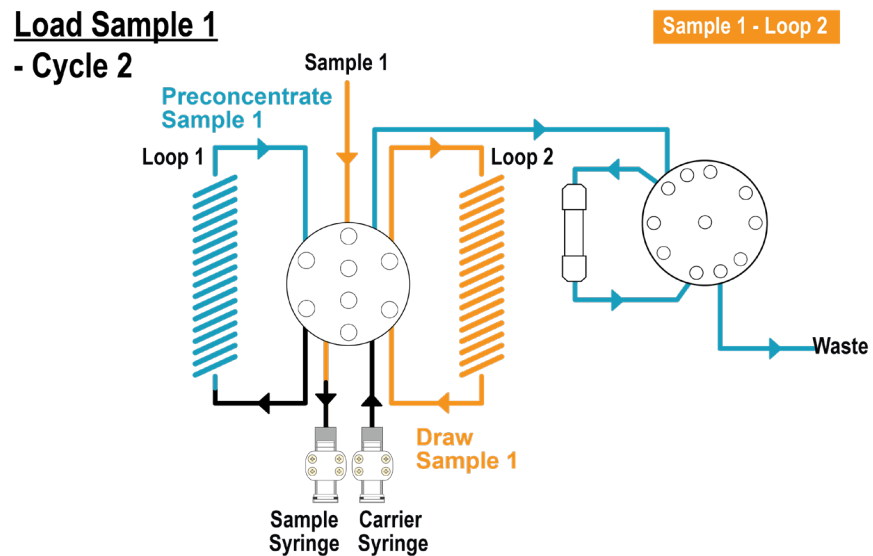 Load Sample 1
- Cycle 2
Sample 1 - Loop 2
Sample 1
Preconcentrate
Sample 1
Loop 1
Loop 2
Waste
Draw
Sample 1
Sample
Syringe
Carrier
Syringe